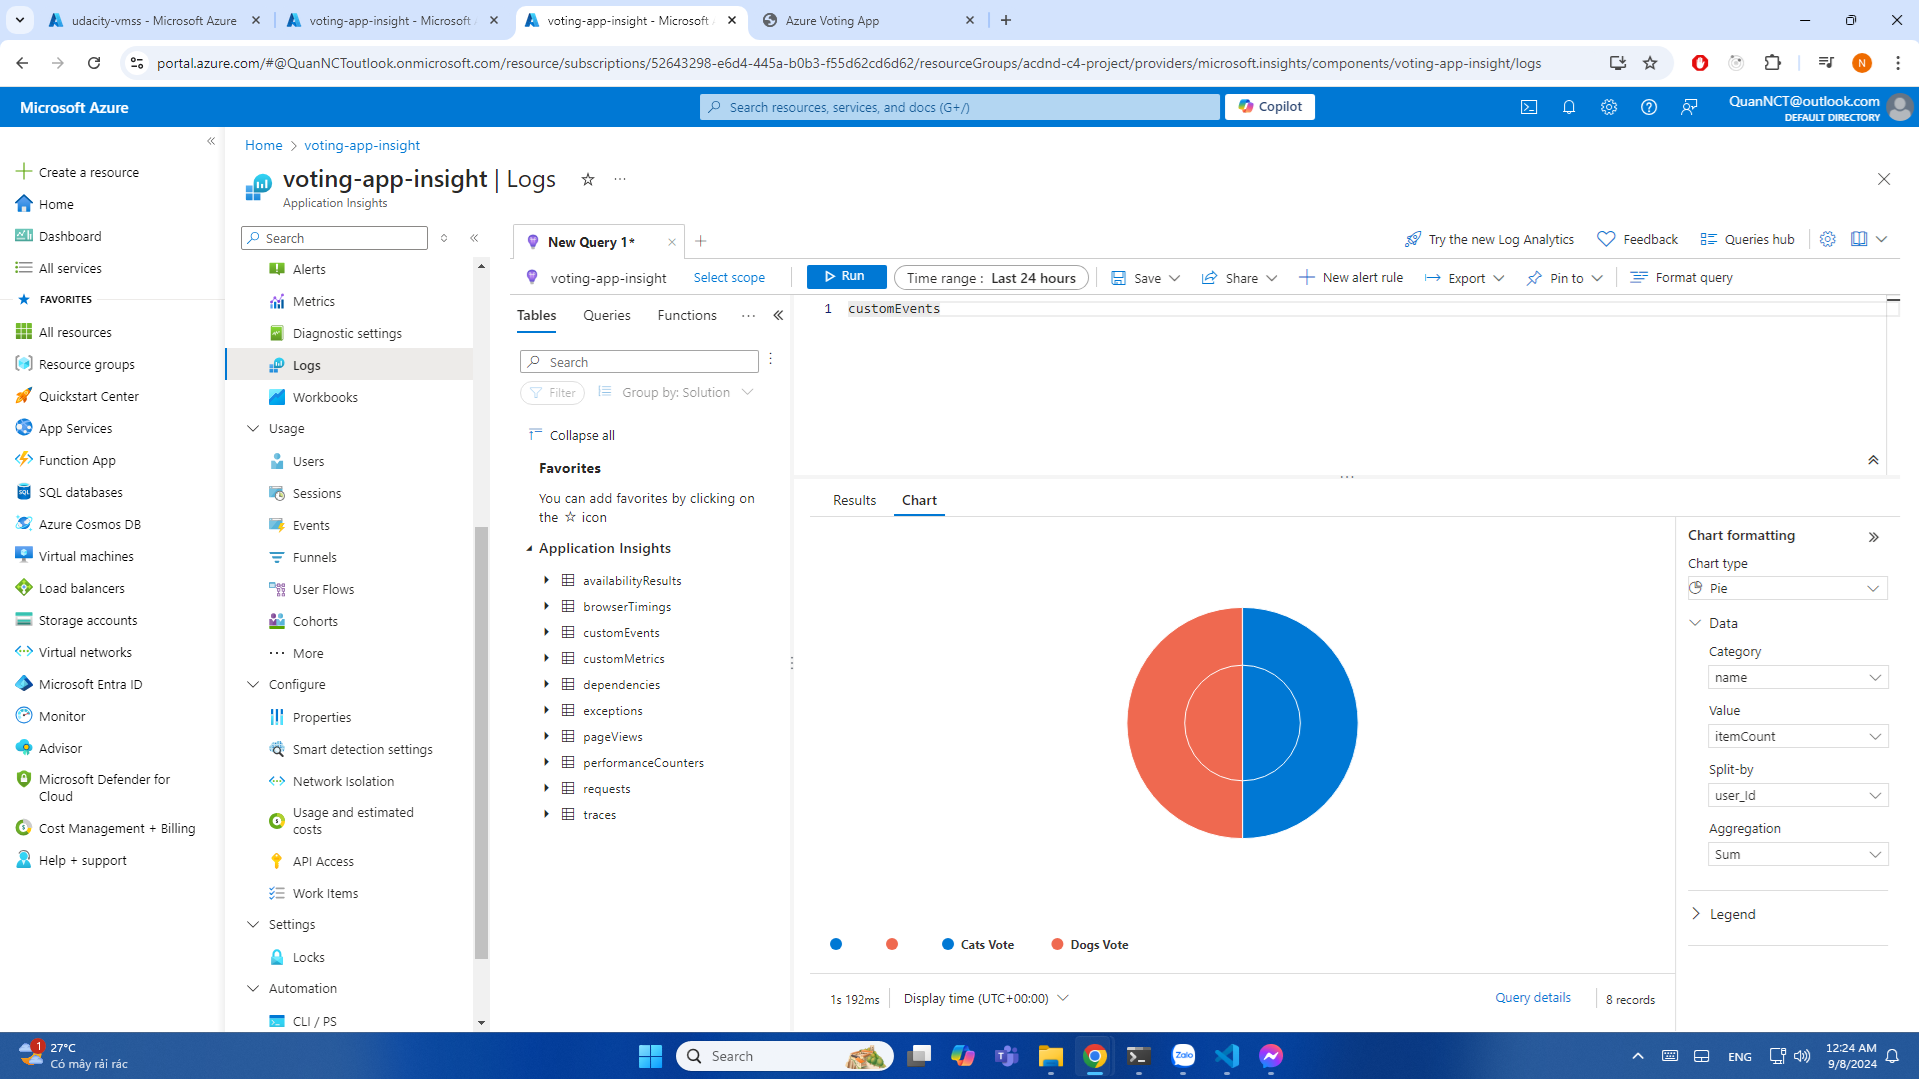 udacity-vmss - Microsoft Azure
voting-app-insight - Microsoft A
voting-app-insight - Microsoft A
Azure Voting App
portal.azure.com/#@QuanNCToutlook.onmicrosoft.com/resource/subscriptions/52643298-e6d4-445a-b0b3-f55d62cd6d62/resourceGroups/acdnd-c4-project/providers/microsoft.insights/components/voting-app-insight/logs
N
Microsoft Azure
Search resources, services, and docs (G+/)
Copilot
QuanNCT@outlook.com
DEFAULT DIRECTORY
Create a resource
Home
Dashboard
All services
FAVORITES
All resources
Resource groups
Quickstart Center
App Services
Function App
SQL databases
Azure Cosmos DB
Virtual machines
Load balancers
Storage accounts
Virtual networks
Microsoft Entra ID
Monitor
Advisor
Microsoft Defender for
Cloud
Cost Management + Billing
Help + support
Home
voting-app-insight
voting-app-insight | Logs
Application Insights
Search
Alerts
Metrics
Diagnostic settings
Logs
Workbooks
Usage
Users
Sessions
Events
Funnels
User Flows
Cohorts
More
Configure
Properties
Smart detection settings
Network Isolation
Usage and estimated
costs
API Access
Work Items
Settings
Locks
Automation
CLI / PS
New Query 1*
Try the new Log Analytics
Feedback
Queries hub
voting-app-insight
Select scope
Run
Time range : Last 24 hours
Save
Share
New alert rule
Export
Pin to
Format query
Tables
Queries
Functions
Search
Filter
Group by: Solution
Collapse all
Favorites
You can add favorites by clicking on
the ☆ icon
Application Insights
availabilityResults
browserTimings
customEvents
customMetrics
dependencies
exceptions
pageViews
performanceCounters
requests
traces
1 customEvents
Results
Chart
Cats Vote
Dogs Vote
Chart formatting
Chart type
Pie
Data
Category
name
Value
itemCount
Split-by
user_Id
Aggregation
Sum
Legend
1s 192ms
Display time (UTC+00:00)
Query details
8 records
1
27°C
Có mây rải rác
Search
Zalo
ENG
12:24 AM
9/8/2024